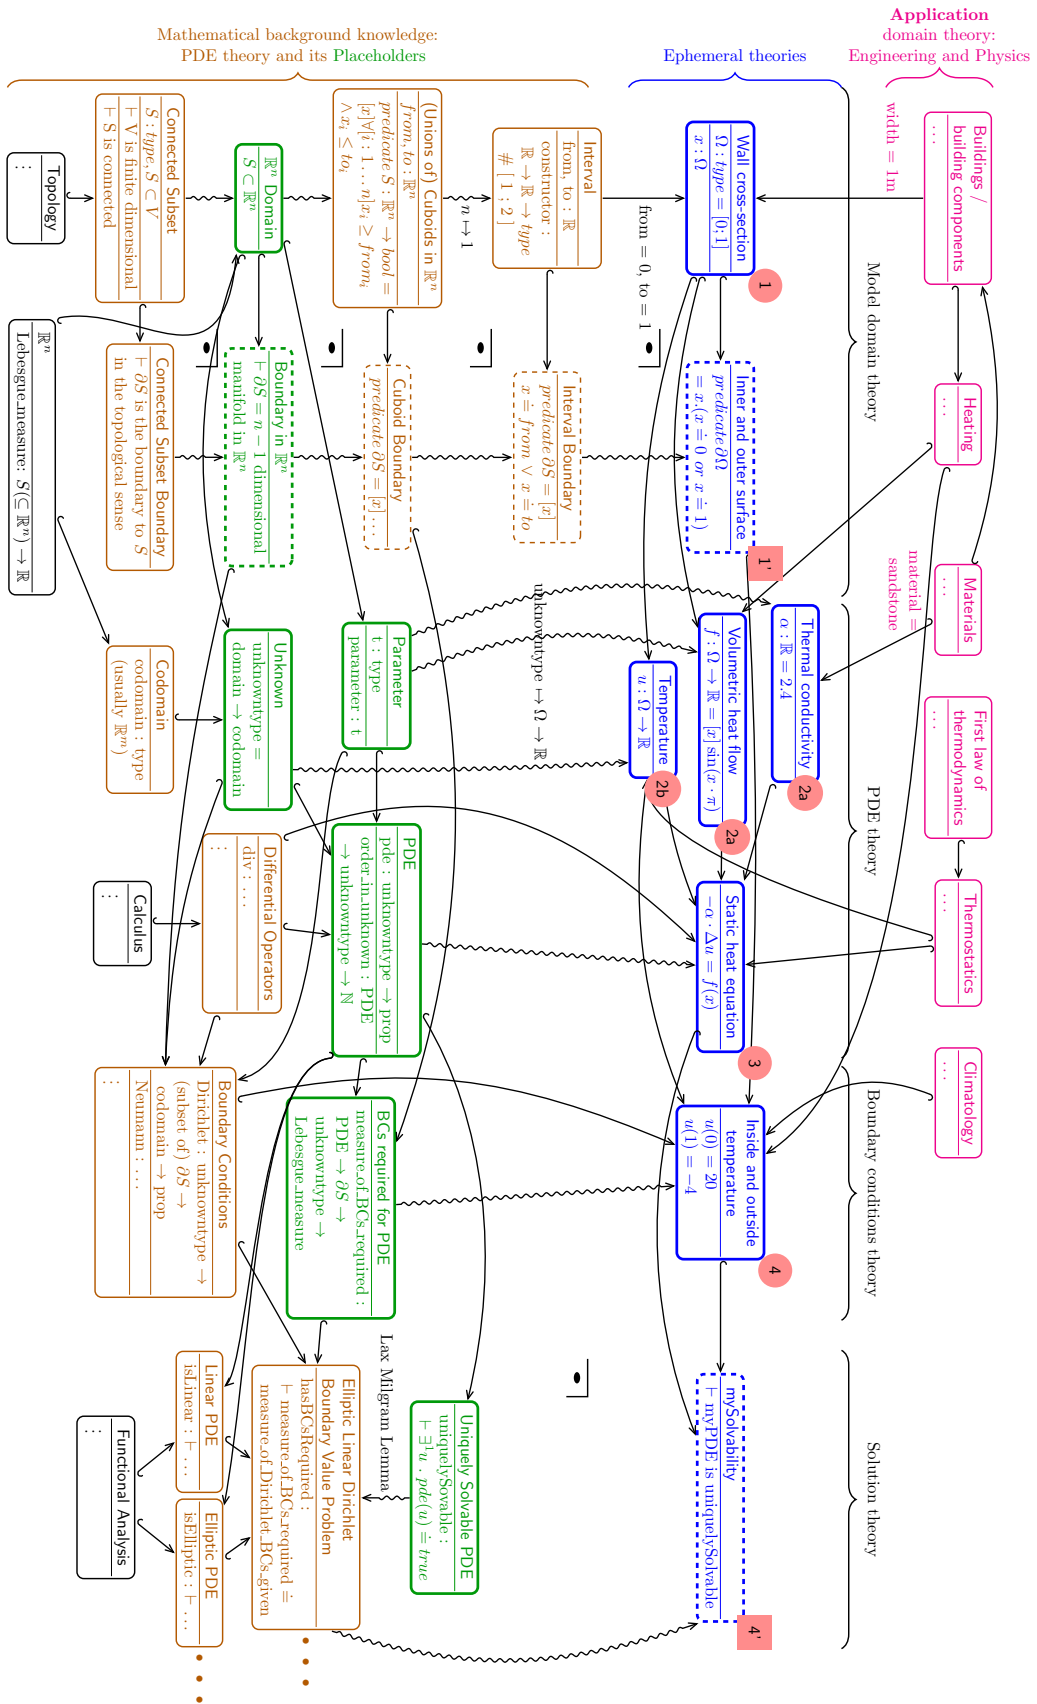 Application
domain theory:
Engineering and Physics
Ephemeral theories
Mathematical background knowledge:
PDE theory and its Placeholders
Model domain theory
PDE theory
Boundary conditions theory
Solution theory
Buildings /
building components
. . .
width = 1m
Heating
. . .
Materials
. . .
material =
sandstone
First law of
thermodynamics
. . .
Thermostatics
. . .
Climatology
. . .
Wall cross-section
Ω : type = [0; 1]
x : Ω
1
Inner and outer surface
predicate ∂Ω
= x.(x ≐ 0 or x ≐ 1)
1'
Thermal conductivity
α : ℝ = 2.4
2a
Volumetric heat flow
f : Ω → ℝ = [x] sin(x · π)
2a
Temperature
u : Ω → ℝ
2b
Static heat equation
−α · Δu = f(x)
3
Inside and outside
temperature
u(0) = 20
u(1) = −4
4
mySolvability
⊢ myPDE is uniquelySolvable
4'
from = 0, to = 1
unknowntype ↦ Ω → ℝ
Interval
from, to : ℝ
constructor :
ℝ → ℝ → type
# [ 1 ; 2 ]
Interval Boundary
predicate ∂S = [x]
x ≐ from ∨ x ≐ to
n ↦ 1
(Unions of) Cuboids in ℝⁿ
from, to : ℝⁿ
predicate S : ℝⁿ → bool =
[x]∀[i : 1 . . . n]xᵢ ≥ fromᵢ
∧ xᵢ ≤ toᵢ
Cuboid Boundary
predicate ∂S = [x] . . .
Parameter
t : type
parameter : t
PDE
pde : unknowntype → prop
order_in_unknown : PDE
→ unknowntype → ℕ
BCs required for PDE
measure_of_BCs_required :
PDE → ∂S →
unknowntype →
Lebesgue_measure
Uniquely Solvable PDE
uniquelySovable :
⊢ ∃¹u . pde(u) ≐ true
Lax Milgram Lemma
Elliptic Linear Dirichlet
Boundary Value Problem
hasBCsRequired :
⊢ measure_of_BCs_required ≐
measure_of_Dirichlet_BCs_given
ℝⁿ Domain
S ⊂ ℝⁿ
Boundary in ℝⁿ
⊢ ∂S = n − 1 dimensional
manifold in ℝⁿ
Unknown
unknowntype =
domain → codomain
Differential Operators
div : . . .
⋮
Boundary Conditions
Dirichlet : unknowntype →
(subset of) ∂S →
codomain → prop
Neumann : . . .
⋮
Linear PDE
isLinear : ⊢ . . .
Elliptic PDE
isElliptic : ⊢ . . .
Connected Subset
S : type, S ⊂ V
⊢ V is finite dimensional
⊢ S is connected
Connected Subset Boundary
⊢ ∂S is the boundary to S
in the topological sense
Codomain
codomain : type
(usually ℝᵐ)
Topology
⋮
ℝⁿ
Lebesgue_measure: S(⊆ ℝⁿ) → ℝ
Calculus
⋮
Functional Analysis
⋮